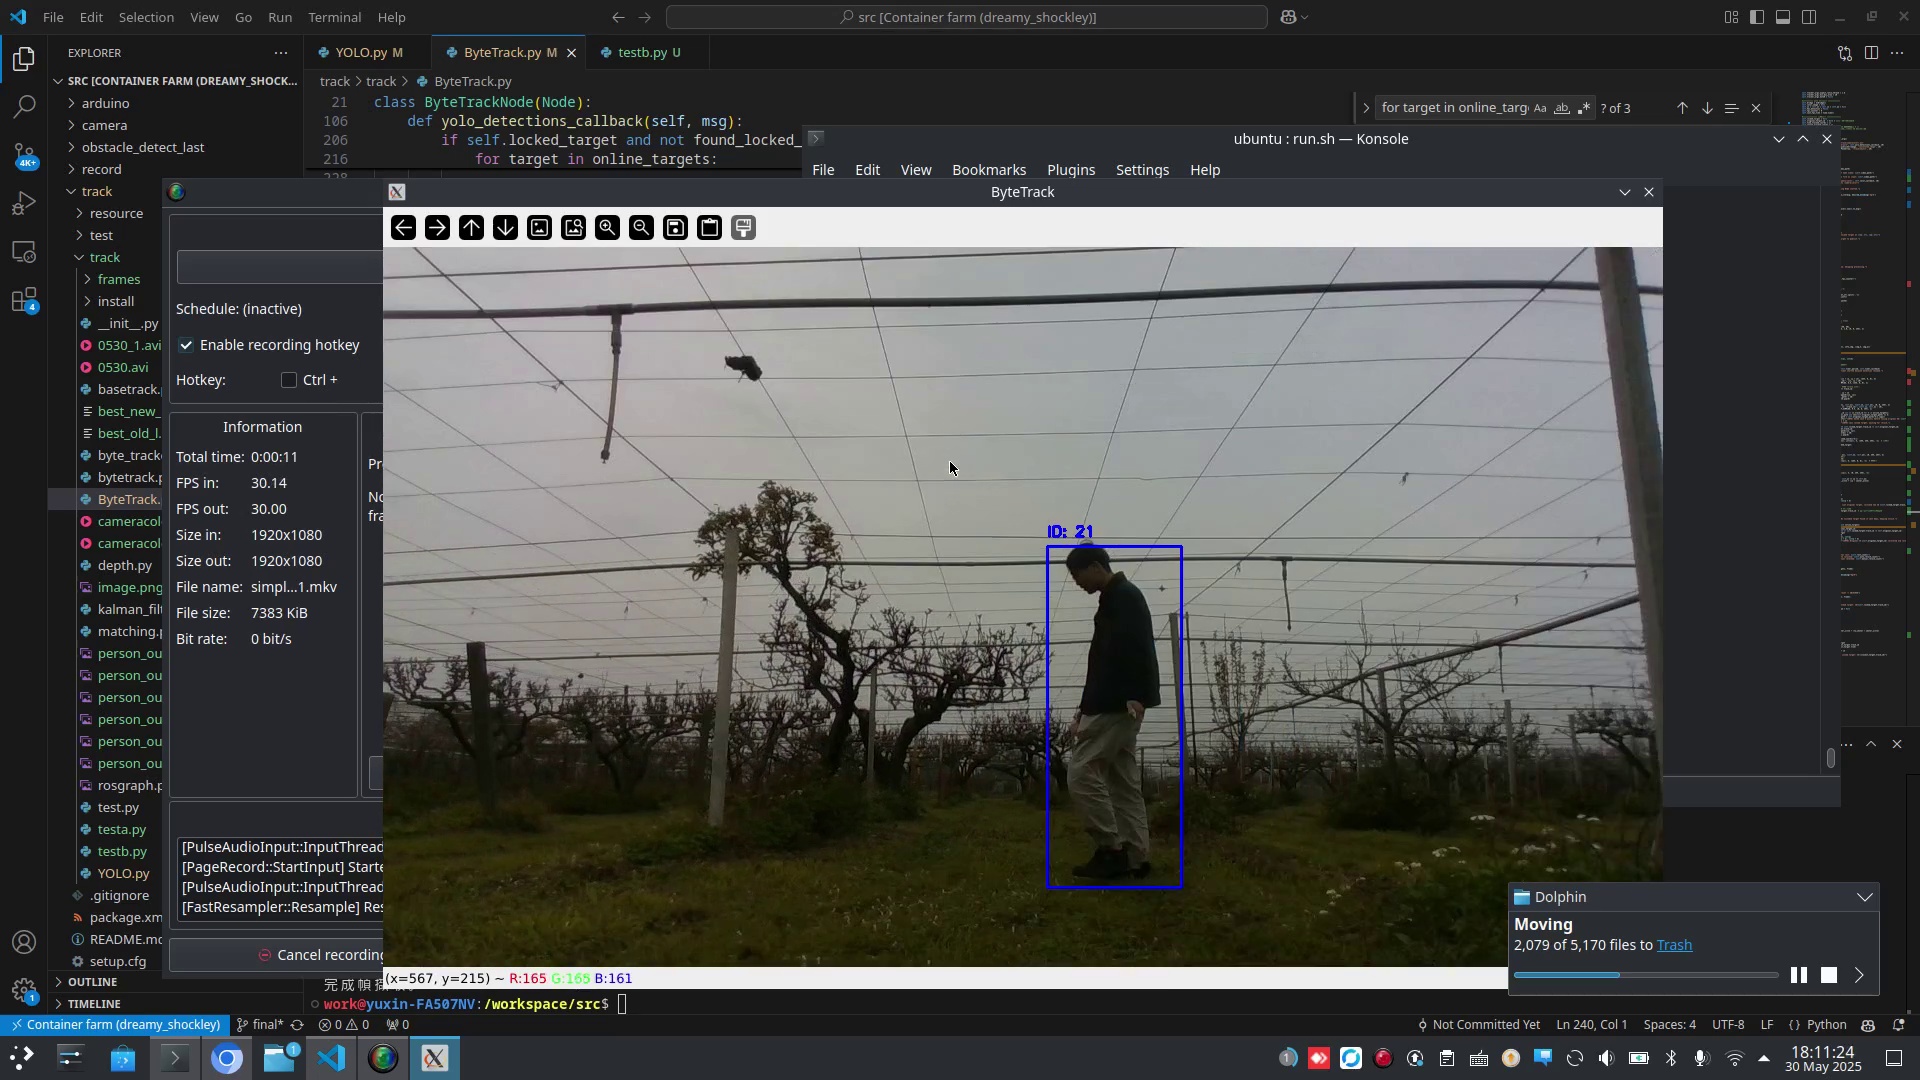 File Edit Selection View Go Run Terminal Help
src [Container farm (dreamy_shockley)]
EXPLORER
YOLO.py M
ByteTrack.py M
testb.py U
SRC [CONTAINER FARM (DREAMY_SHOCK...
track > track > ByteTrack.py
arduino
camera
obstacle_detect_last
record
track
resource
test
track
frames
install
__init__.py
0530_1.avi
0530.avi
basetrack.
best_new_
best_old_l.
byte_track
bytetrack.p
ByteTrack.
cameracol
cameracol
depth.py
image.png
kalman_filt
matching.p
person_ou
person_ou
person_ou
person_ou
person_ou
person_ou
rosgraph.p
test.py
testa.py
testb.py
YOLO.py
.gitignore
package.xm
README.md
setup.cfg
OUTLINE
TIMELINE
21 class ByteTrackNode(Node):
106 def yolo_detections_callback(self, msg):
206 if self.locked_target and not found_locked_
216 for target in online_targets:
for target in online_targ
Aa ab
? of 3
ubuntu : run.sh — Konsole
File Edit View Bookmarks Plugins Settings Help
ByteTrack
Schedule: (inactive)
Enable recording hotkey
Hotkey: Ctrl +
Information
Total time: 0:00:11
FPS in: 30.14
FPS out: 30.00
Size in: 1920x1080
Size out: 1920x1080
File name: simpl...1.mkv
File size: 7383 KiB
Bit rate: 0 bit/s
Pr
No
fra
[PulseAudioInput::InputThread
[PageRecord::StartInput] Starte
[PulseAudioInput::InputThread
[FastResampler::Resample] Res
Cancel recording
ID: 21
(x=567, y=215) ~ R:165 G:165 B:161
work@yuxin-FA507NV:/workspace/src$
Dolphin
Moving
2,079 of 5,170 files to Trash
Container farm (dreamy_shockley)
final*
0 0
0
Not Committed Yet
Ln 240, Col 1
Spaces: 4
UTF-8
LF
{} Python
4K+
4
1
1
1
18:11:24
30 May 2025